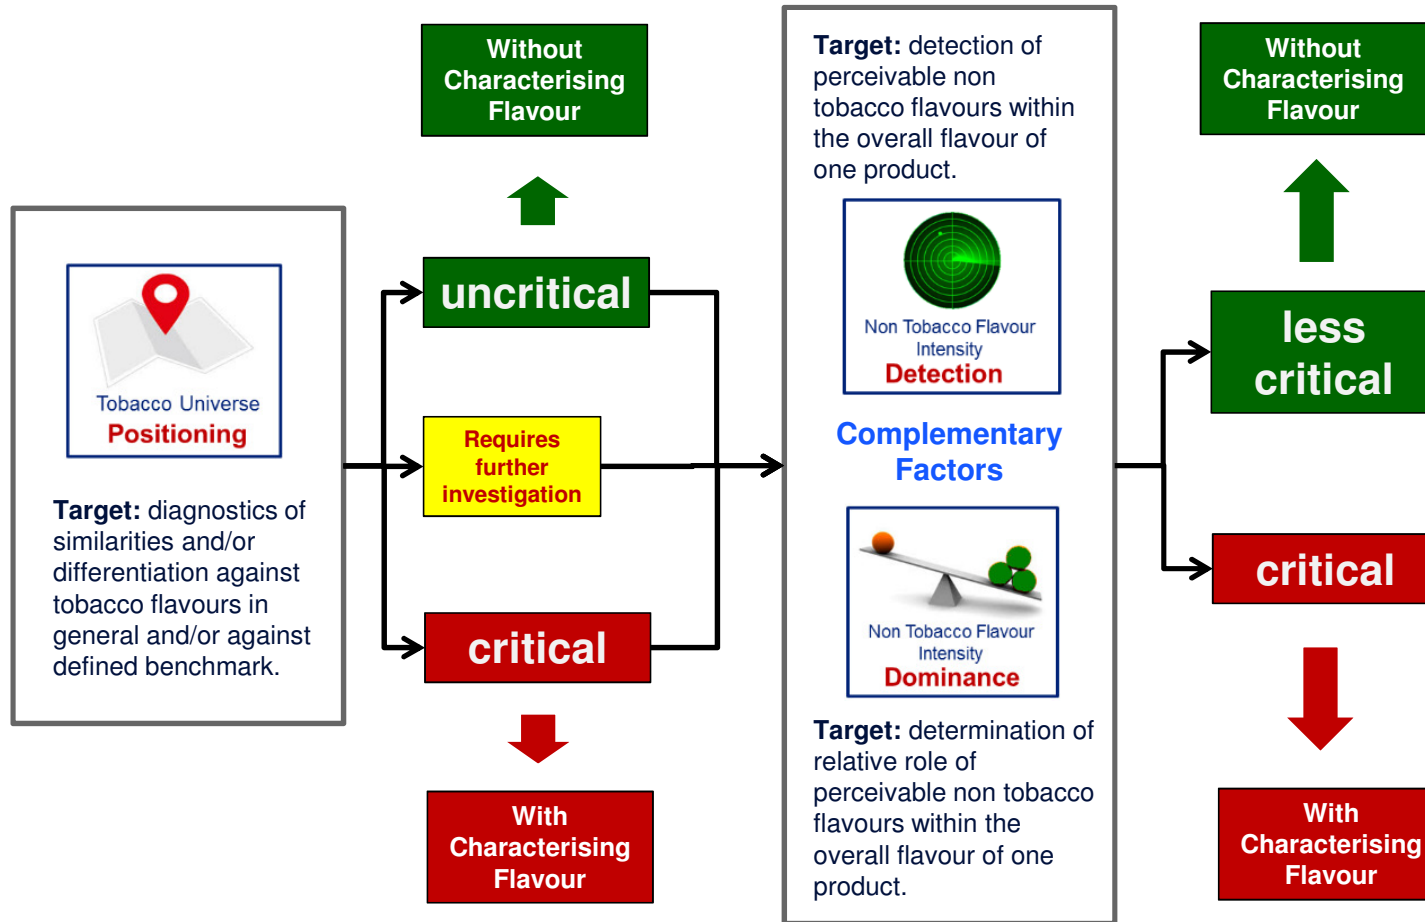 Tobacco Universe
Positioning
Target: diagnostics of
similarities and/or
differentiation against
tobacco flavours in
general and/or against
defined benchmark.
Without
Characterising
Flavour
uncritical
Requires
further
investigation
critical
With
Characterising
Flavour
Target: detection of
perceivable non
tobacco flavours within
the overall flavour of
one product.
Non Tobacco Flavour
Intensity
Detection
Complementary
Factors
Non Tobacco Flavour
Intensity
Dominance
Target: determination of
relative role of
perceivable non tobacco
flavours within the
overall flavour of one
product.
Without
Characterising
Flavour
less
critical
critical
With
Characterising
Flavour